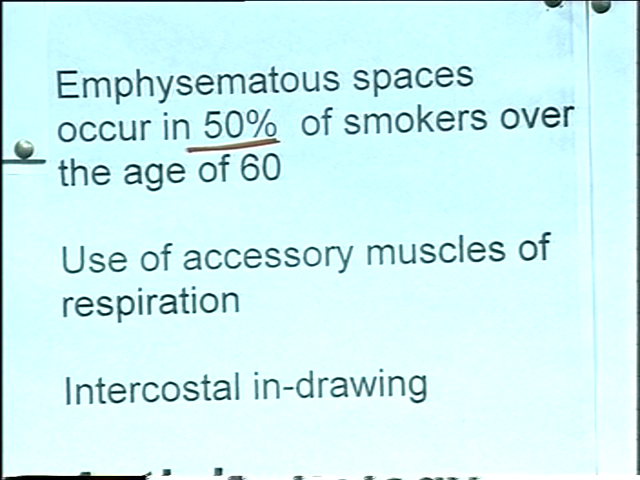 Emphysematous spaces
occur in 50% of smokers over
the age of 60
Use of accessory muscles of
respiration
Intercostal in-drawing